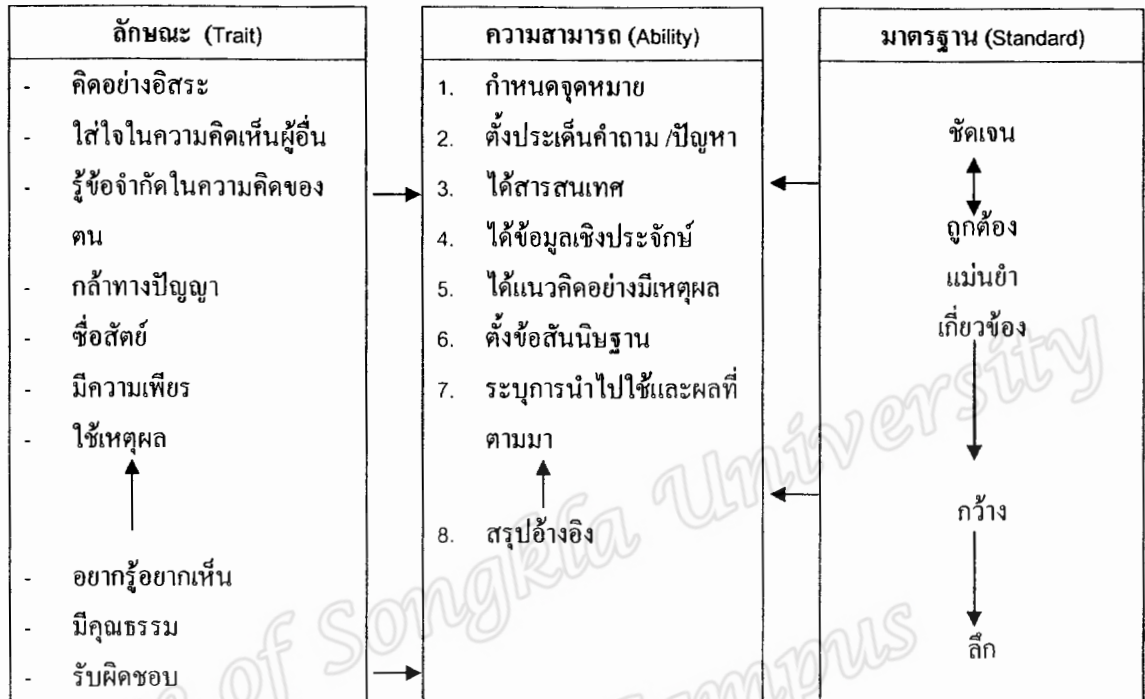 ลักษณะ (Trait)
- คิดอย่างอิสระ
- ใส่ใจในความคิดเห็นผู้อื่น
- รู้ข้อจำกัดในความคิดของ
ตน
- กล้าทางปัญญา
- ซื่อสัตย์
- มีความเพียร
- ใช้เหตุผล
- อยากรู้อยากเห็น
- มีคุณธรรม
- รับผิดชอบ
ความสามารถ (Ability)
1. กำหนดจุดหมาย
2. ตั้งประเด็นคำถาม /ปัญหา
3. ได้สารสนเทศ
4. ได้ข้อมูลเชิงประจักษ์
5. ได้แนวคิดอย่างมีเหตุผล
6. ตั้งข้อสันนิษฐาน
7. ระบุการนำไปใช้และผลที่
ตามมา
8. สรุปอ้างอิง
มาตรฐาน (Standard)
ชัดเจน
ถูกต้อง
แม่นยำ
เกี่ยวข้อง
กว้าง
ลึก
of Songkla University